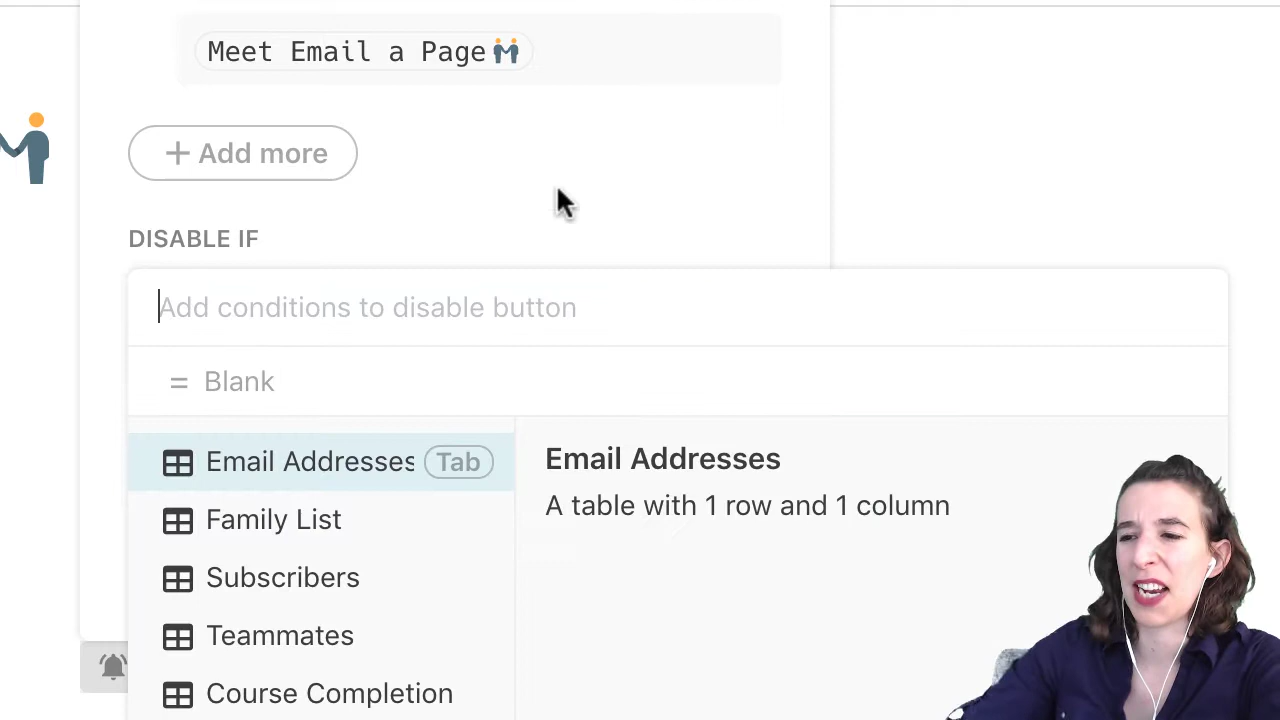 Meet Email a Page
+ Add more
DISABLE IF
Add conditions to disable button
= Blank
Email Addresses Tab
Email Addresses
A table with 1 row and 1 column
Family List
Subscribers
Teammates
Course Completion